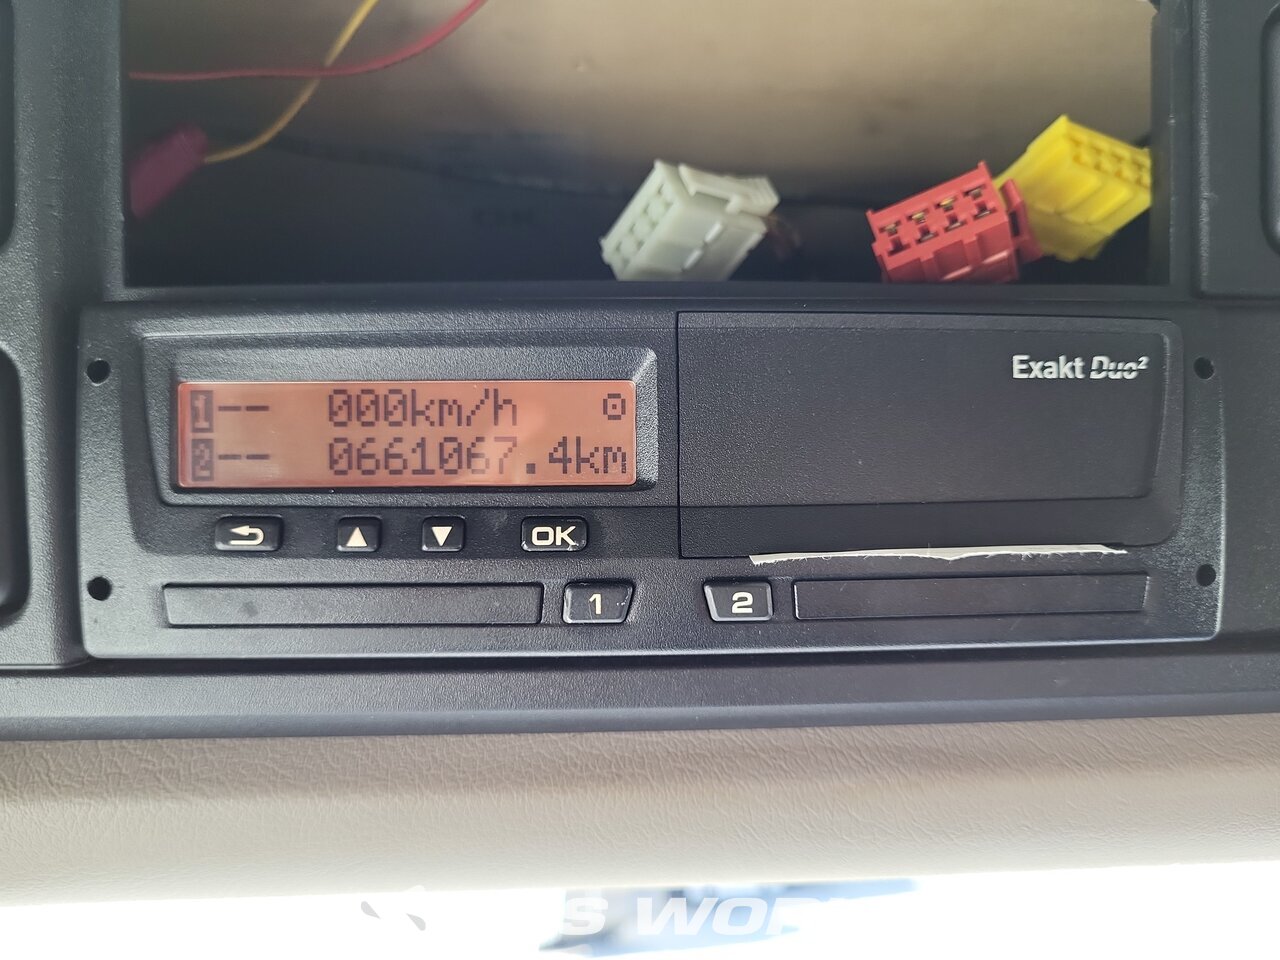 Exakt Duo²
1 -- 000km/h
2 -- 0661067.4km
OK
1 2